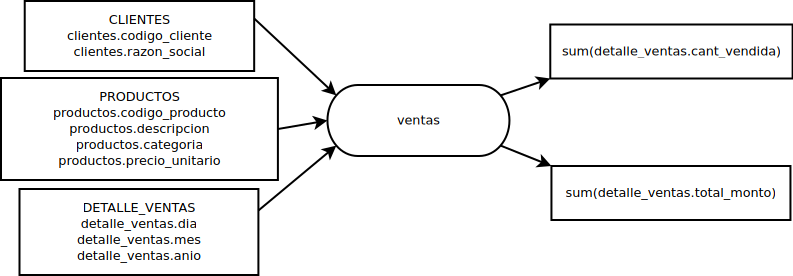 CLIENTES
clientes.codigo_cliente
clientes.razon_social
PRODUCTOS
productos.codigo_producto
productos.descripcion
productos.categoria
productos.precio_unitario
DETALLE_VENTAS
detalle_ventas.dia
detalle_ventas.mes
detalle_ventas.anio
ventas
sum(detalle_ventas.cant_vendida)
sum(detalle_ventas.total_monto)